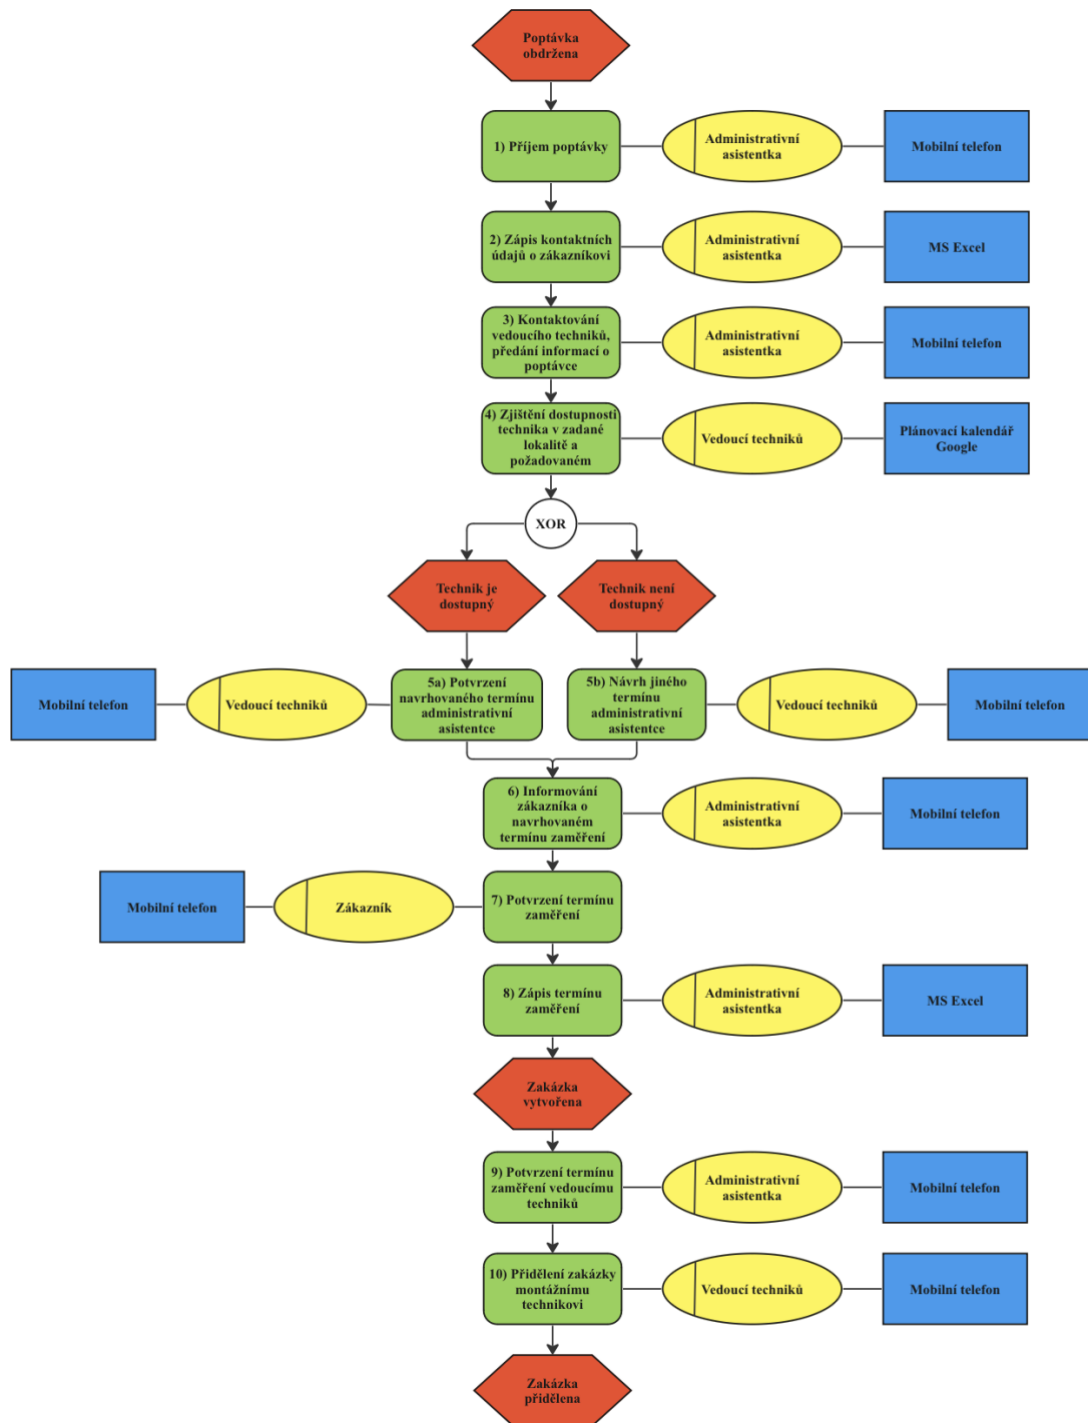 Poptávka
obdržena
1) Příjem poptávky
Administrativní
asistentka
Mobilní telefon
2) Zápis kontaktních
údajů o zákazníkovi
Administrativní
asistentka
MS Excel
3) Kontaktování
vedoucího techniků,
předání informací o
poptávce
Administrativní
asistentka
Mobilní telefon
4) Zjištění dostupnosti
technika v zadané
lokalitě a
požadovaném
Vedoucí techniků
Plánovací kalendář
Google
XOR
Technik je
dostupný
Technik není
dostupný
Mobilní telefon
Vedoucí techniků
5a) Potvrzení
navrhovaného termínu
administrativní
asistentce
5b) Návrh jiného
termínu
administrativní
asistentce
Vedoucí techniků
Mobilní telefon
6) Informování
zákazníka o
navrhovaném
termínu zaměření
Administrativní
asistentka
Mobilní telefon
Mobilní telefon
Zákazník
7) Potvrzení termínu
zaměření
8) Zápis termínu
zaměření
Administrativní
asistentka
MS Excel
Zakázka
vytvořena
9) Potvrzení termínu
zaměření vedoucímu
techniků
Administrativní
asistentka
Mobilní telefon
10) Přidělení zakázky
montážnímu
technikovi
Vedoucí techniků
Mobilní telefon
Zakázka
přidělena